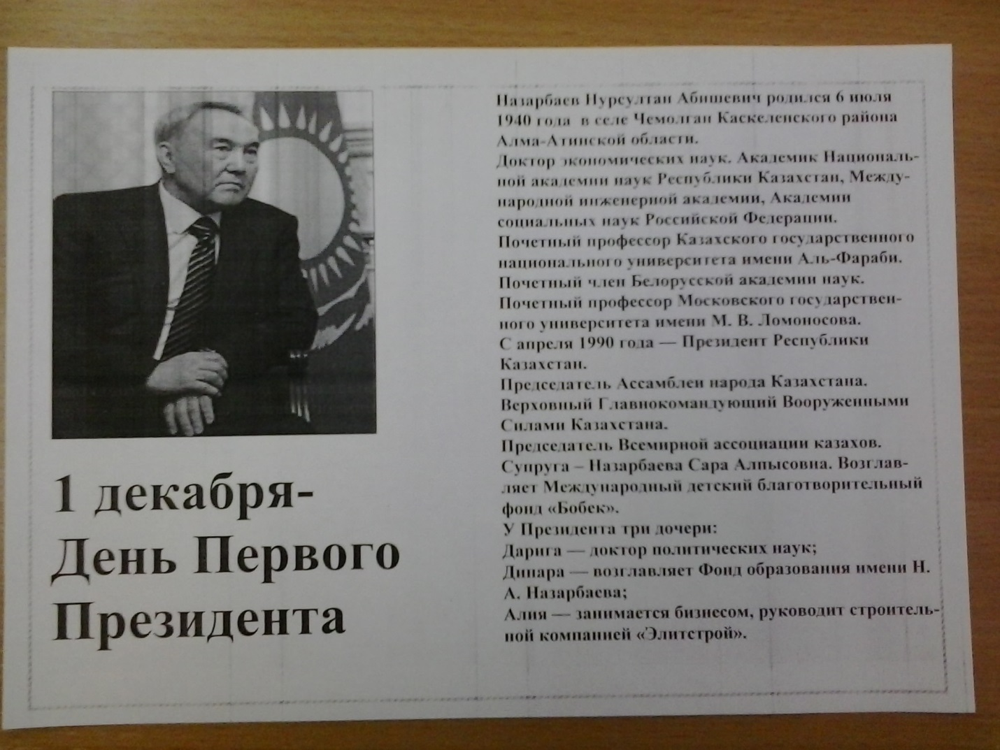 1 декабря-
День Первого
Президента
Назарбаев Нурсултан Абишевич родился 6 июля
1940 года в селе Чемолган Каскеленского района
Алма-Атинской области.
Доктор экономических наук. Академик Националь-
ной академии наук Республики Казахстан, Между-
народной инженерной академии, Академии
социальных наук Российской Федерации.
Почетный профессор Казахского государственного
национального университета имени Аль-Фараби.
Почетный член Белорусской академии наук.
Почетный профессор Московского государствен-
ного университета имени М. В. Ломоносова.
С апреля 1990 года — Президент Республики
Казахстан.
Председатель Ассамблеи народа Казахстана.
Верховный Главнокомандующий Вооруженными
Силами Казахстана.
Председатель Всемирной ассоциации казахов.
Супруга – Назарбаева Сара Алпысовна. Возглав-
ляет Международный детский благотворительный
фонд «Бобек».
У Президента три дочери:
Дарига — доктор политических наук;
Динара — возглавляет Фонд образования имени Н.
А. Назарбаева;
Алия — занимается бизнесом, руководит строитель-
ной компанией «Элитстрой».